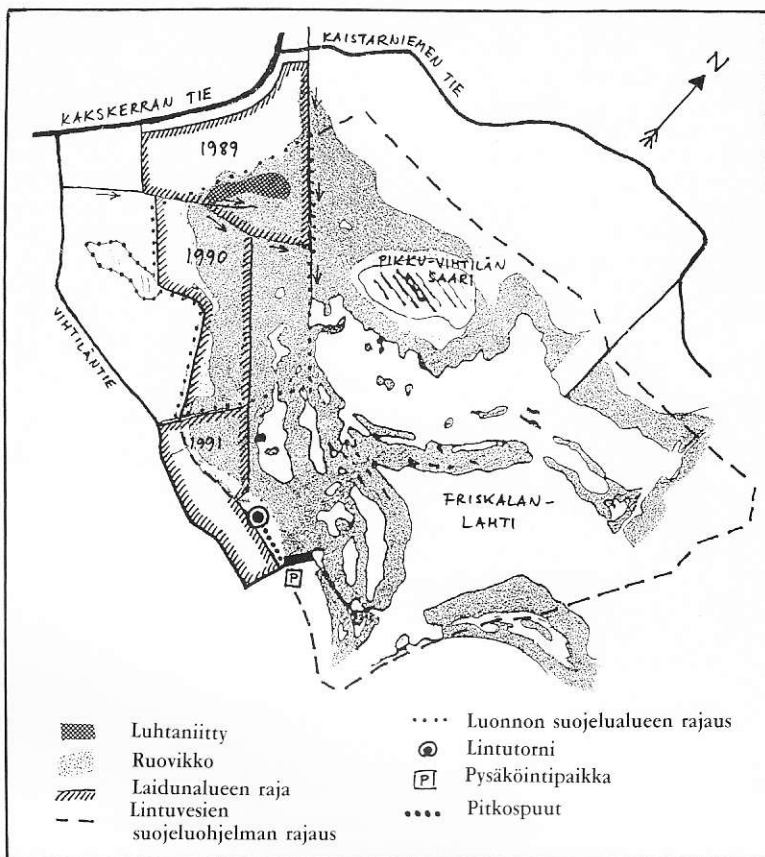 KAISTARNIEMEN TIE
N
KAKSKERRAN TIE
1989
1990
PIKKU-VIHTILÄN
SAARI
VIHTILÄNTIE
1991
FRISKALAN-
LAHTI
P
Luhtaniitty
Ruovikko
Laidunalueen raja
Lintuvesien
suojeluohjelman rajaus
Luonnon suojelualueen rajaus
Lintutorni
P Pysäköintipaikka
Pitkospuut